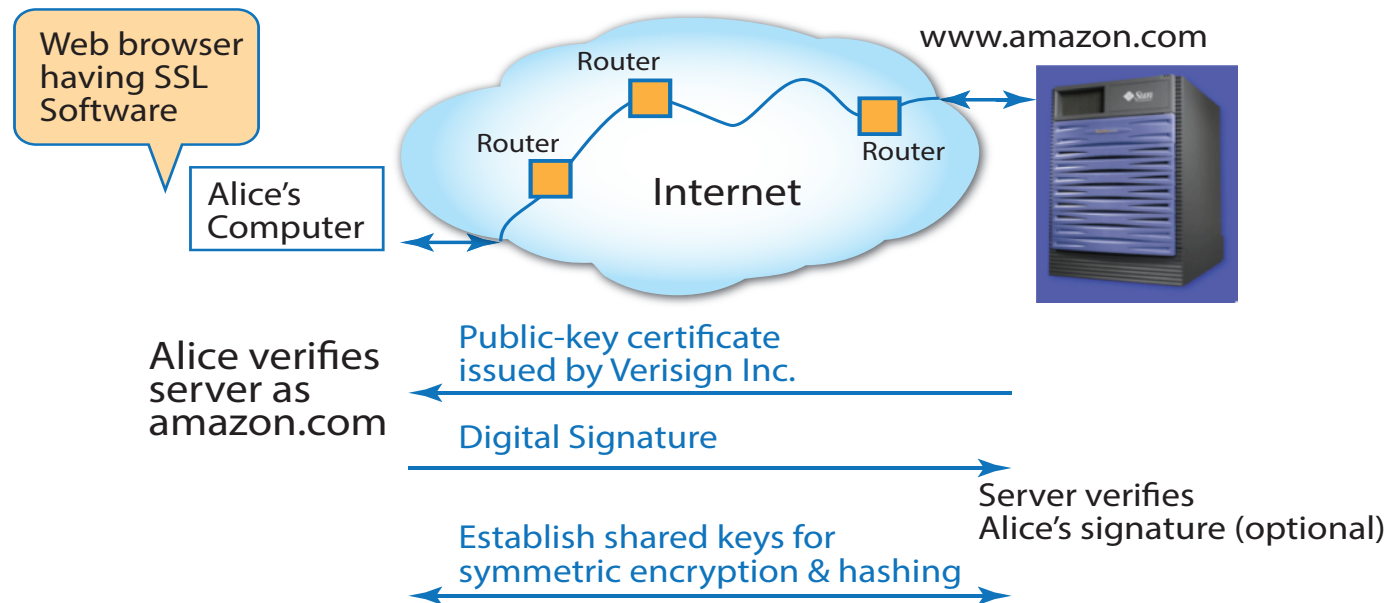 Web browser
having SSL
Software
www.amazon.com
Router
Router
Router
Sun
Internet
Alice's
Computer
Alice verifies
server as
amazon.com
Public-key certificate
issued by Verisign Inc.
Digital Signature
Server verifies
Alice's signature (optional)
Establish shared keys for
symmetric encryption & hashing